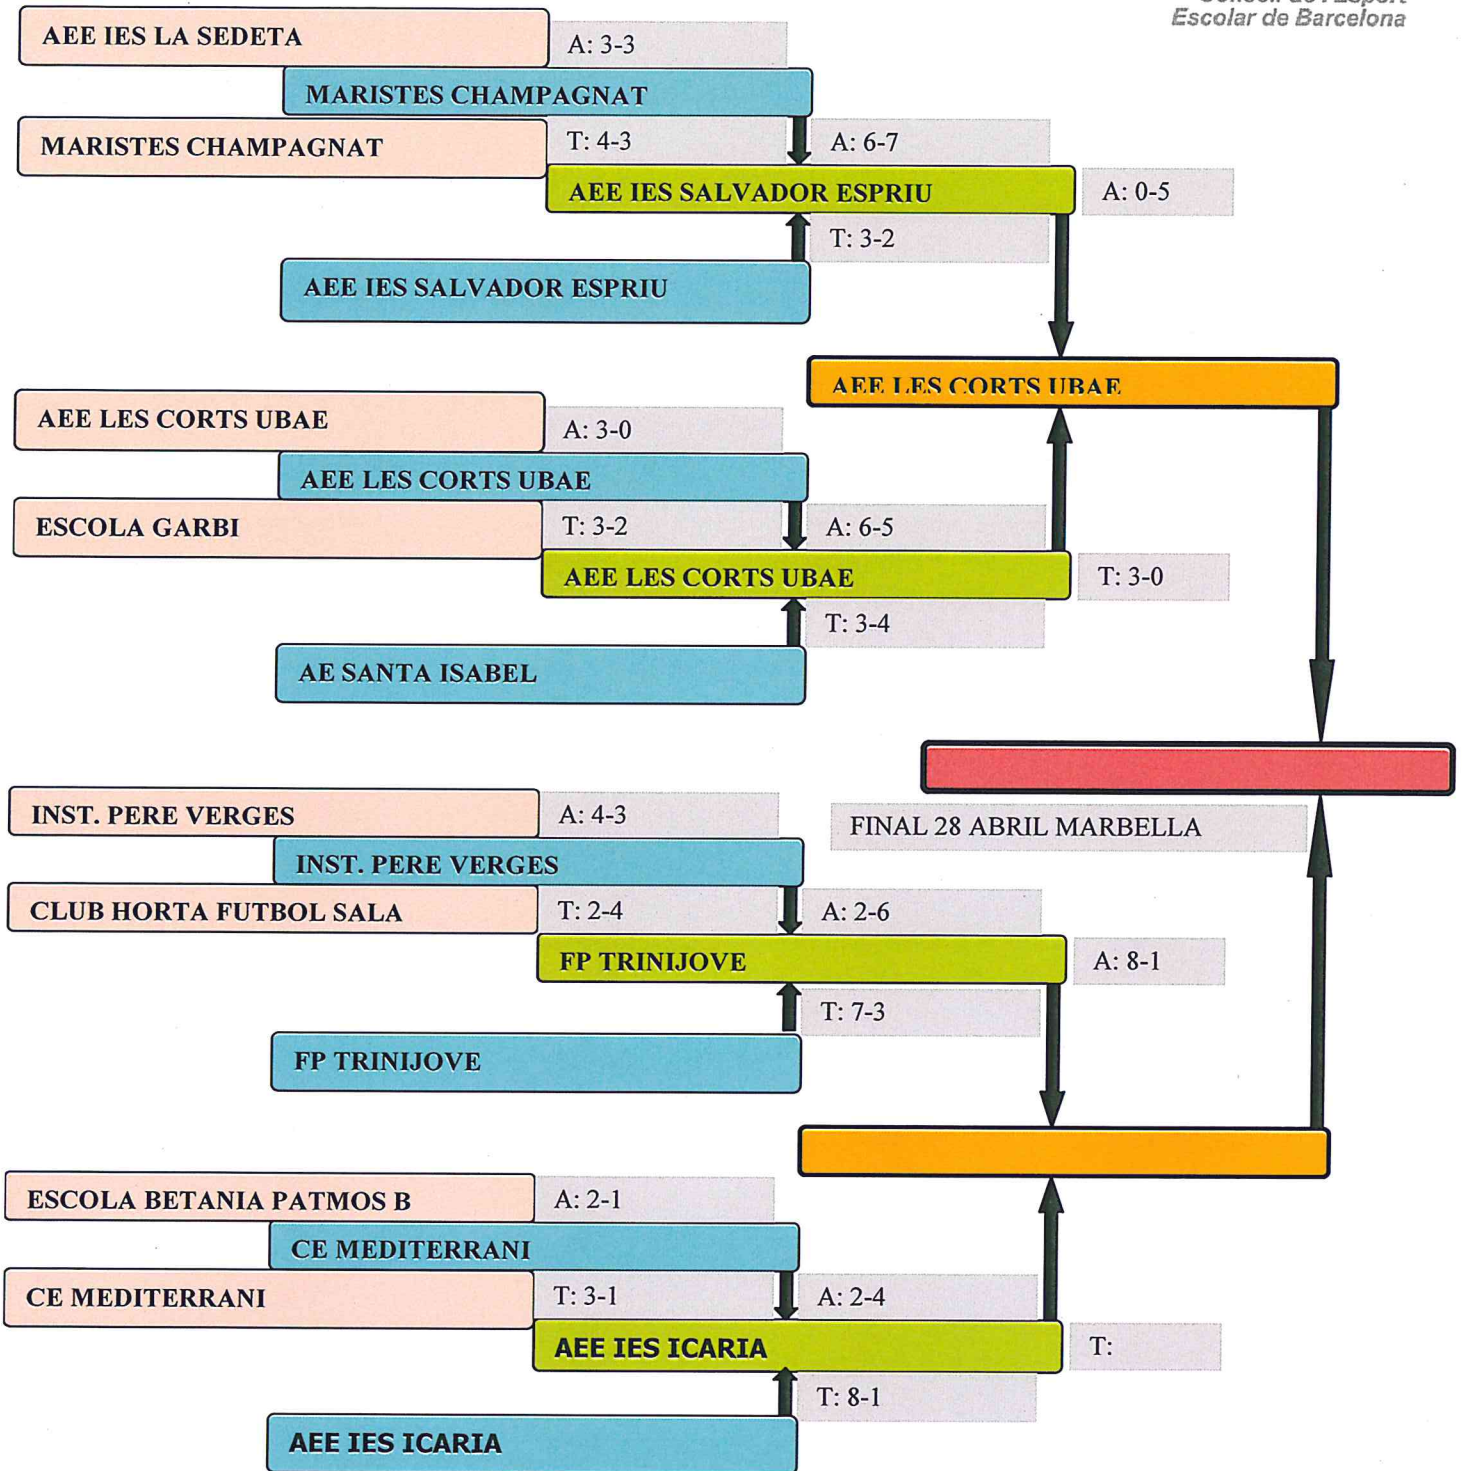 Escolar de Barcelona
AEE IES LA SEDETA
A: 3-3
MARISTES CHAMPAGNAT
MARISTES CHAMPAGNAT
T: 4-3
A: 6-7
AEE IES SALVADOR ESPRIU
A: 0-5
T: 3-2
AEE IES SALVADOR ESPRIU
AEE LES CORTS UBAE
AEE LES CORTS UBAE
A: 3-0
AEE LES CORTS UBAE
ESCOLA GARBI
T: 3-2
A: 6-5
AEE LES CORTS UBAE
T: 3-0
T: 3-4
AE SANTA ISABEL
INST. PERE VERGES
A: 4-3
FINAL 28 ABRIL MARBELLA
INST. PERE VERGES
CLUB HORTA FUTBOL SALA
T: 2-4
A: 2-6
FP TRINIJOVE
A: 8-1
T: 7-3
FP TRINIJOVE
ESCOLA BETANIA PATMOS B
A: 2-1
CE MEDITERRANI
CE MEDITERRANI
T: 3-1
A: 2-4
AEE IES ICARIA
T:
T: 8-1
AEE IES ICARIA